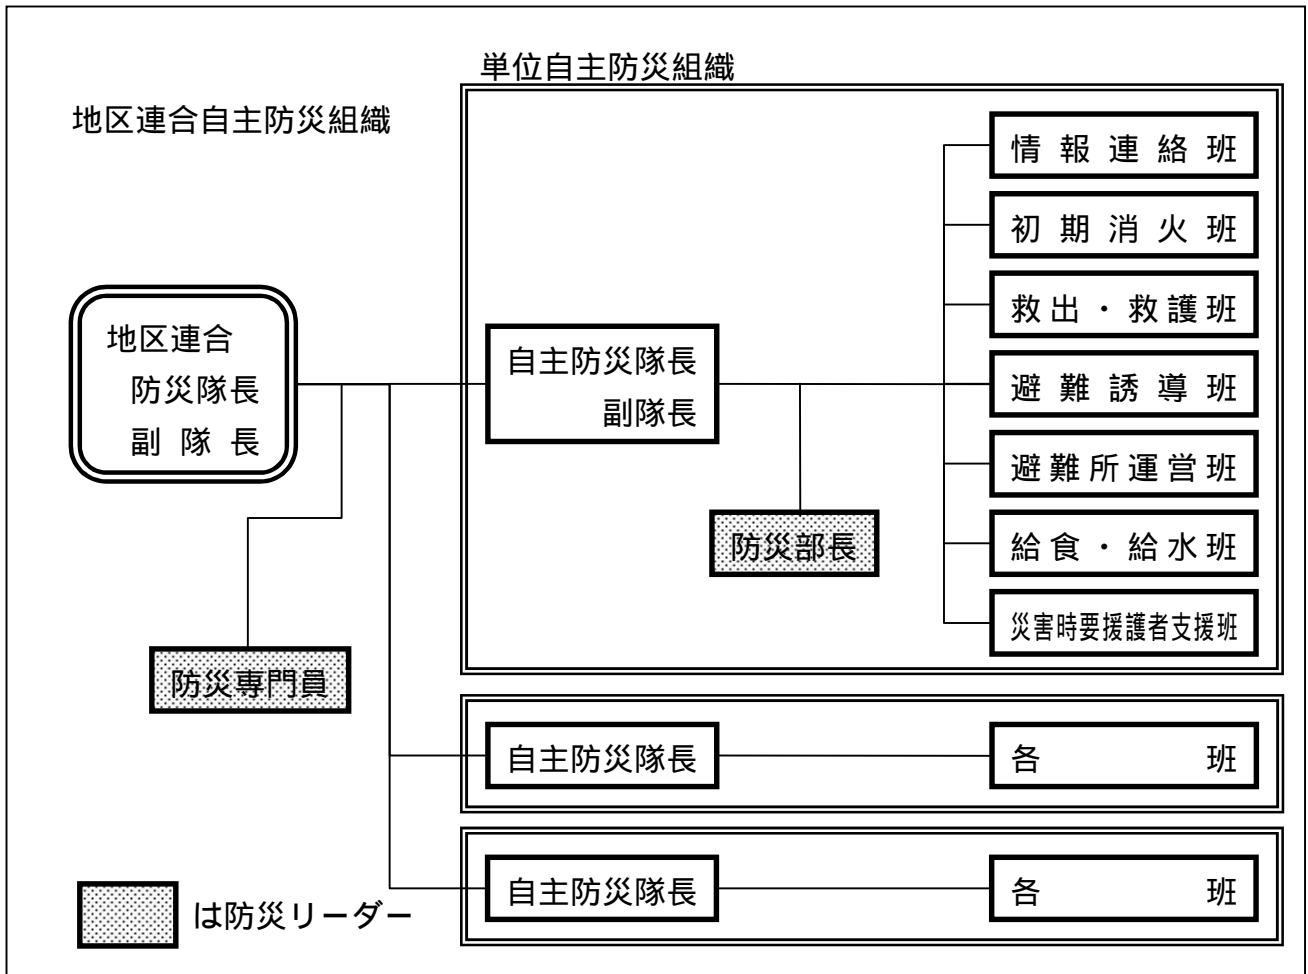 単位自主防災組織
地区連合自主防災組織
地区連合
防災隊長
副隊長
自主防災隊長
副隊長
防災部長
防災専門員
情報連絡班
初期消火班
救出・救護班
避難誘導班
避難所運営班
給食・給水班
災害時要援護者支援班
自主防災隊長
各班
自主防災隊長
各班
は防災リーダー